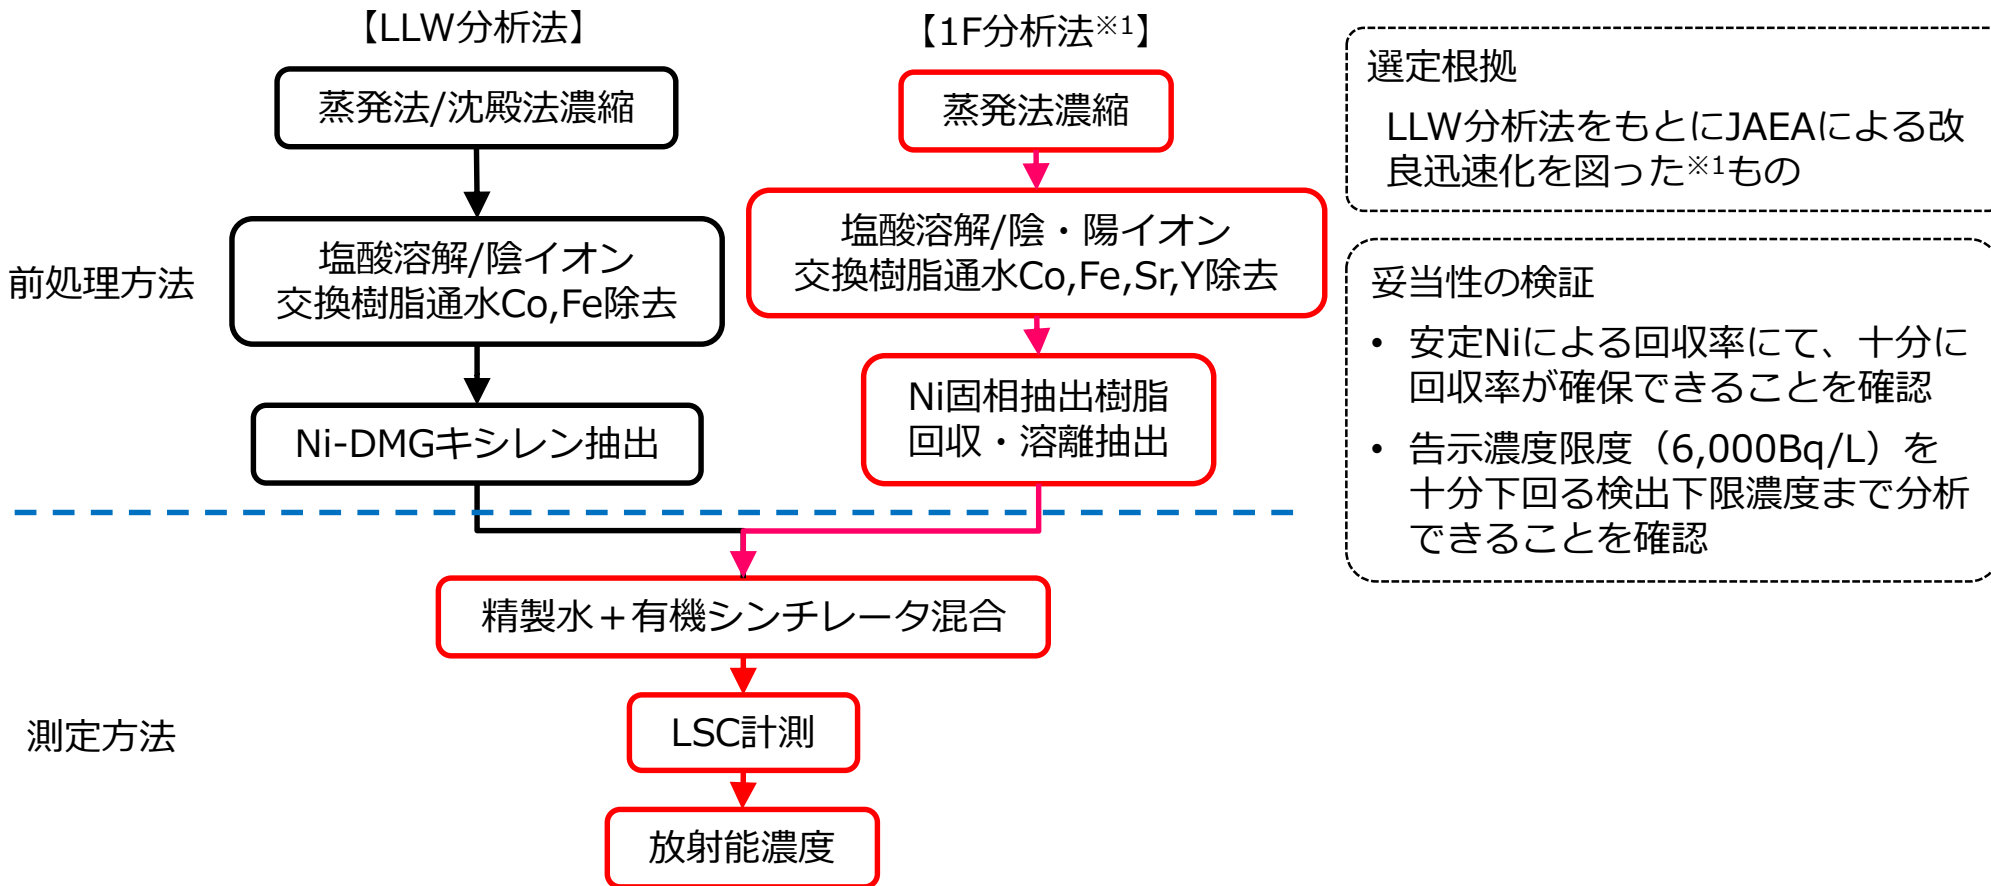 【LLW分析法】
蒸発法/沈殿法濃縮
塩酸溶解/陰イオン
交換樹脂通水Co,Fe除去
Ni-DMGキシレン抽出
【1F分析法※1】
蒸発法濃縮
塩酸溶解/陰・陽イオン
交換樹脂通水Co,Fe,Sr,Y除去
Ni固相抽出樹脂
回収・溶離抽出
前処理方法
精製水+有機シンチレータ混合
LSC計測
放射能濃度
測定方法
選定根拠
LLW分析法をもとにJAEAによる改
良迅速化を図った※1もの
妥当性の検証
• 安定Niによる回収率にて、十分に
回収率が確保できることを確認
• 告示濃度限度（6,000Bq/L）を
十分下回る検出下限濃度まで分析
できることを確認